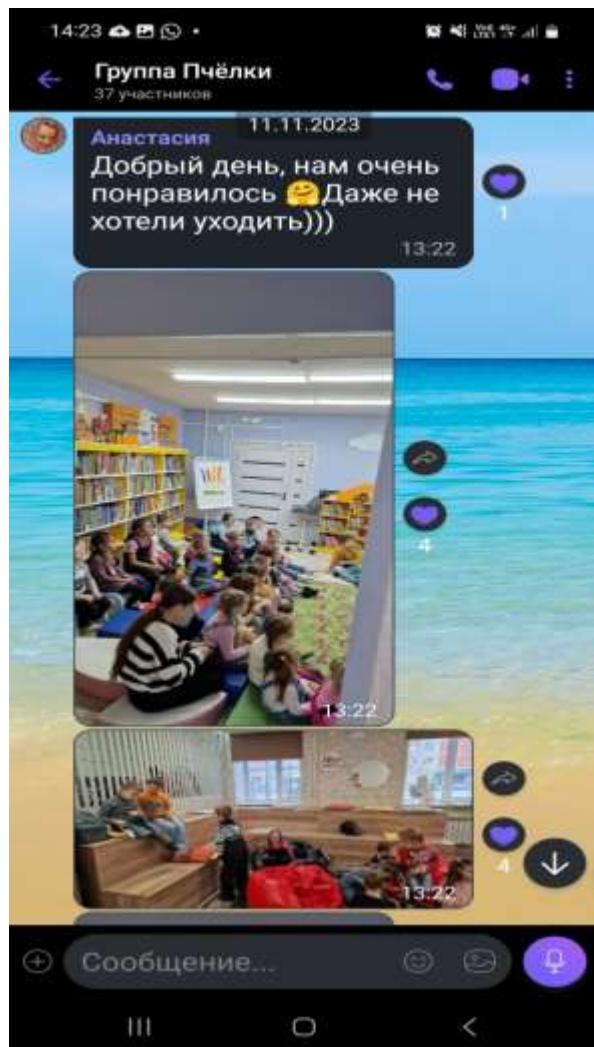 14:23
Группа Пчёлки
37 участников
11.11.2023
Анастасия
Добрый день, нам очень
понравилось 🤗Даже не
хотели уходить)))
13:22
1
4
13:22
4
13:22
Сообщение...